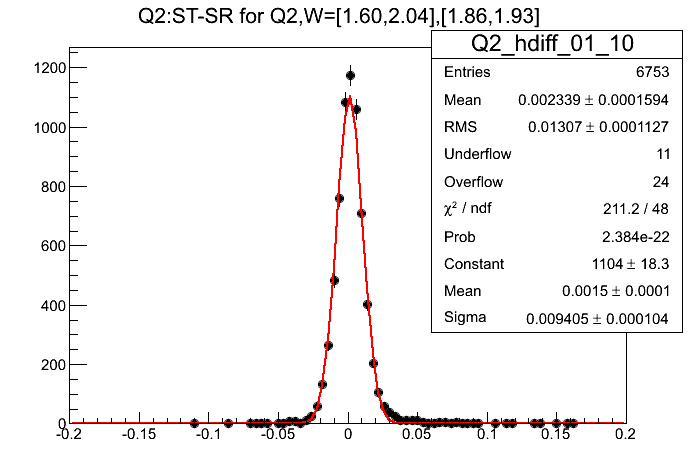 Q2:ST-SR for Q2,W=[1.60,2.04],[1.86,1.93]
Q2_hdiff_01_10
Entries 6753
Mean 0.002339 ± 0.0001594
RMS 0.01307 ± 0.0001127
Underflow 11
Overflow 24
χ² / ndf 211.2 / 48
Prob 2.384e-22
Constant 1104 ± 18.3
Mean 0.0015 ± 0.0001
Sigma 0.009405 ± 0.000104
1200
1000
800
600
400
200
0
-0.2 -0.15 -0.1 -0.05 0 0.05 0.1 0.15 0.2